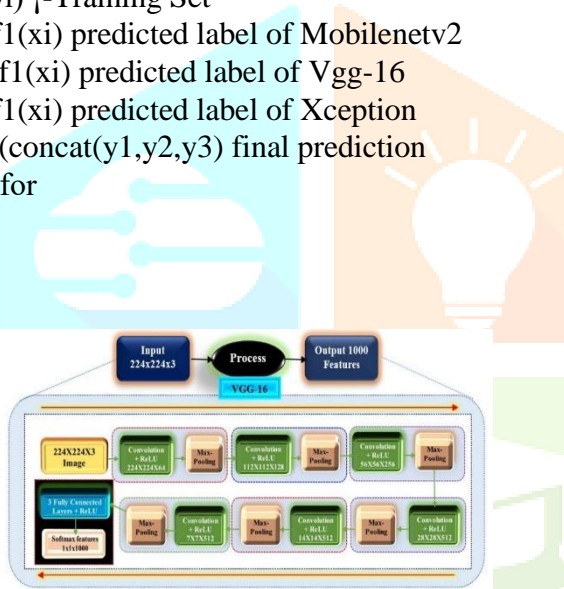 -Training Set
f1(xi) predicted label of Mobilenetv2
f1(xi) predicted label of Vgg-16
f1(xi) predicted label of Xception
(concat(y1,y2,y3) final prediction
for
Input
224x224x3
Process
Output 1000
Features
VGG-16
224X224X3
Image
Convolution
+ ReLU
224X224X64
Max-
Pooling
Convolution
+ ReLU
112X112X128
Max-
Pooling
Convolution
+ ReLU
56X56X256
Max-
Pooling
3 Fully Connected
Layers + ReLU
Softmax features
1x1x1000
Max-
Pooling
Convolution
+ ReLU
7X7X512
Max-
Pooling
Convolution
+ ReLU
14X14X512
Max-
Pooling
Convolution
+ ReLU
28X28X512